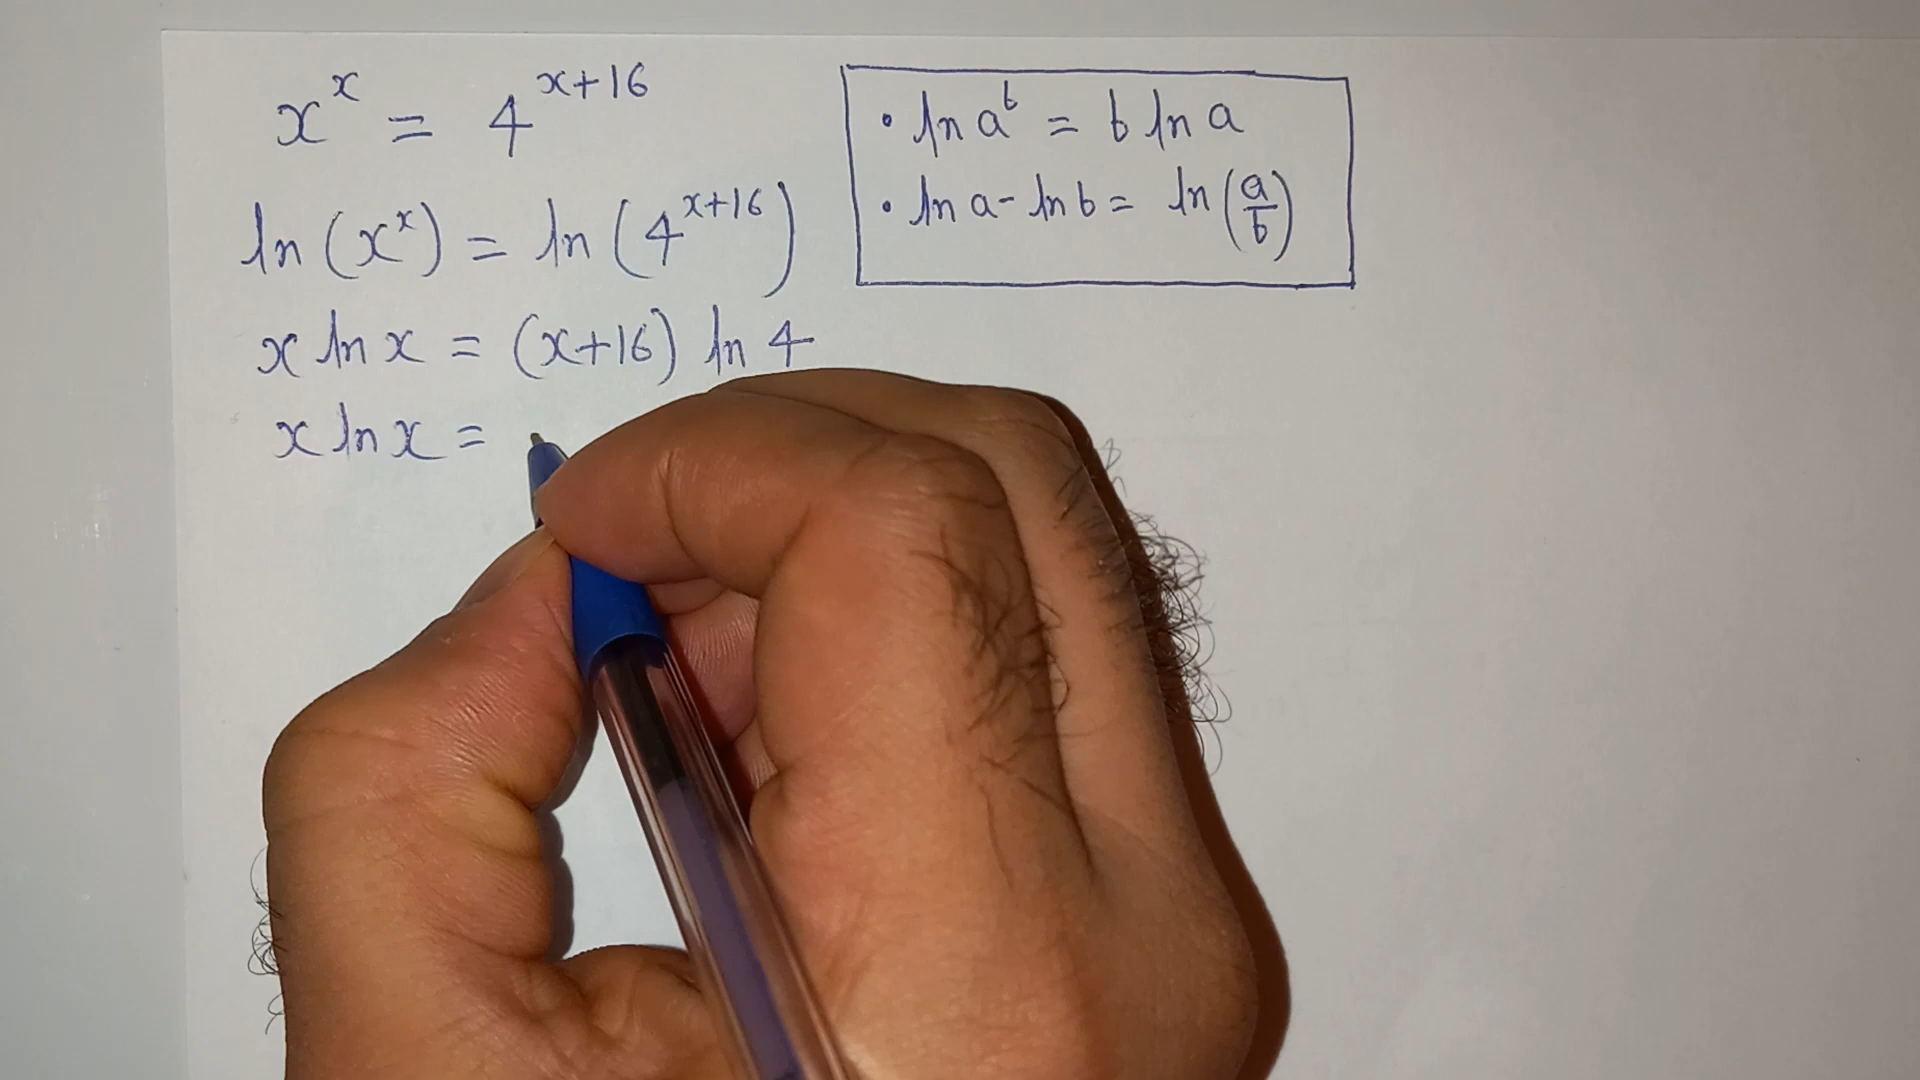 x^x = 4^{x+16}
ln(x^x) = ln(4^{x+16})
x ln x = (x+16) ln 4
x ln x =
• ln a^b = b ln a
• ln a - ln b = ln(a/b)